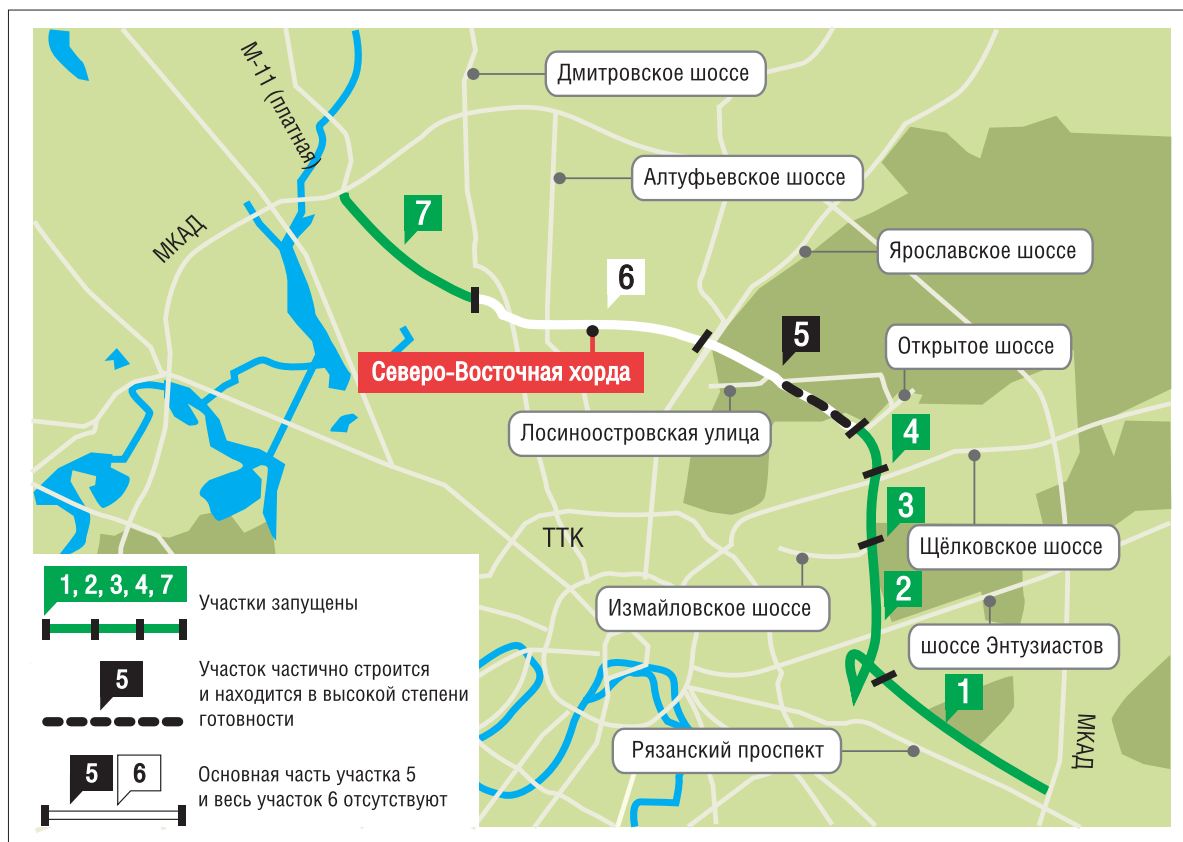 М-11 (платная)
Дмитровское шоссе
Алтуфьевское шоссе
МКАД
7
Ярославское шоссе
6
5
Открытое шоссе
Северо-Восточная хорда
Лосиноостровская улица
4
3
ТТК
Щёлковское шоссе
1, 2, 3, 4, 7
Участки запущены
Измайловское шоссе
2
шоссе Энтузиастов
5
Участок частично строится
и находится в высокой степени
готовности
1
Рязанский проспект
МКАД
5
6
Основная часть участка 5
и весь участок 6 отсутствуют